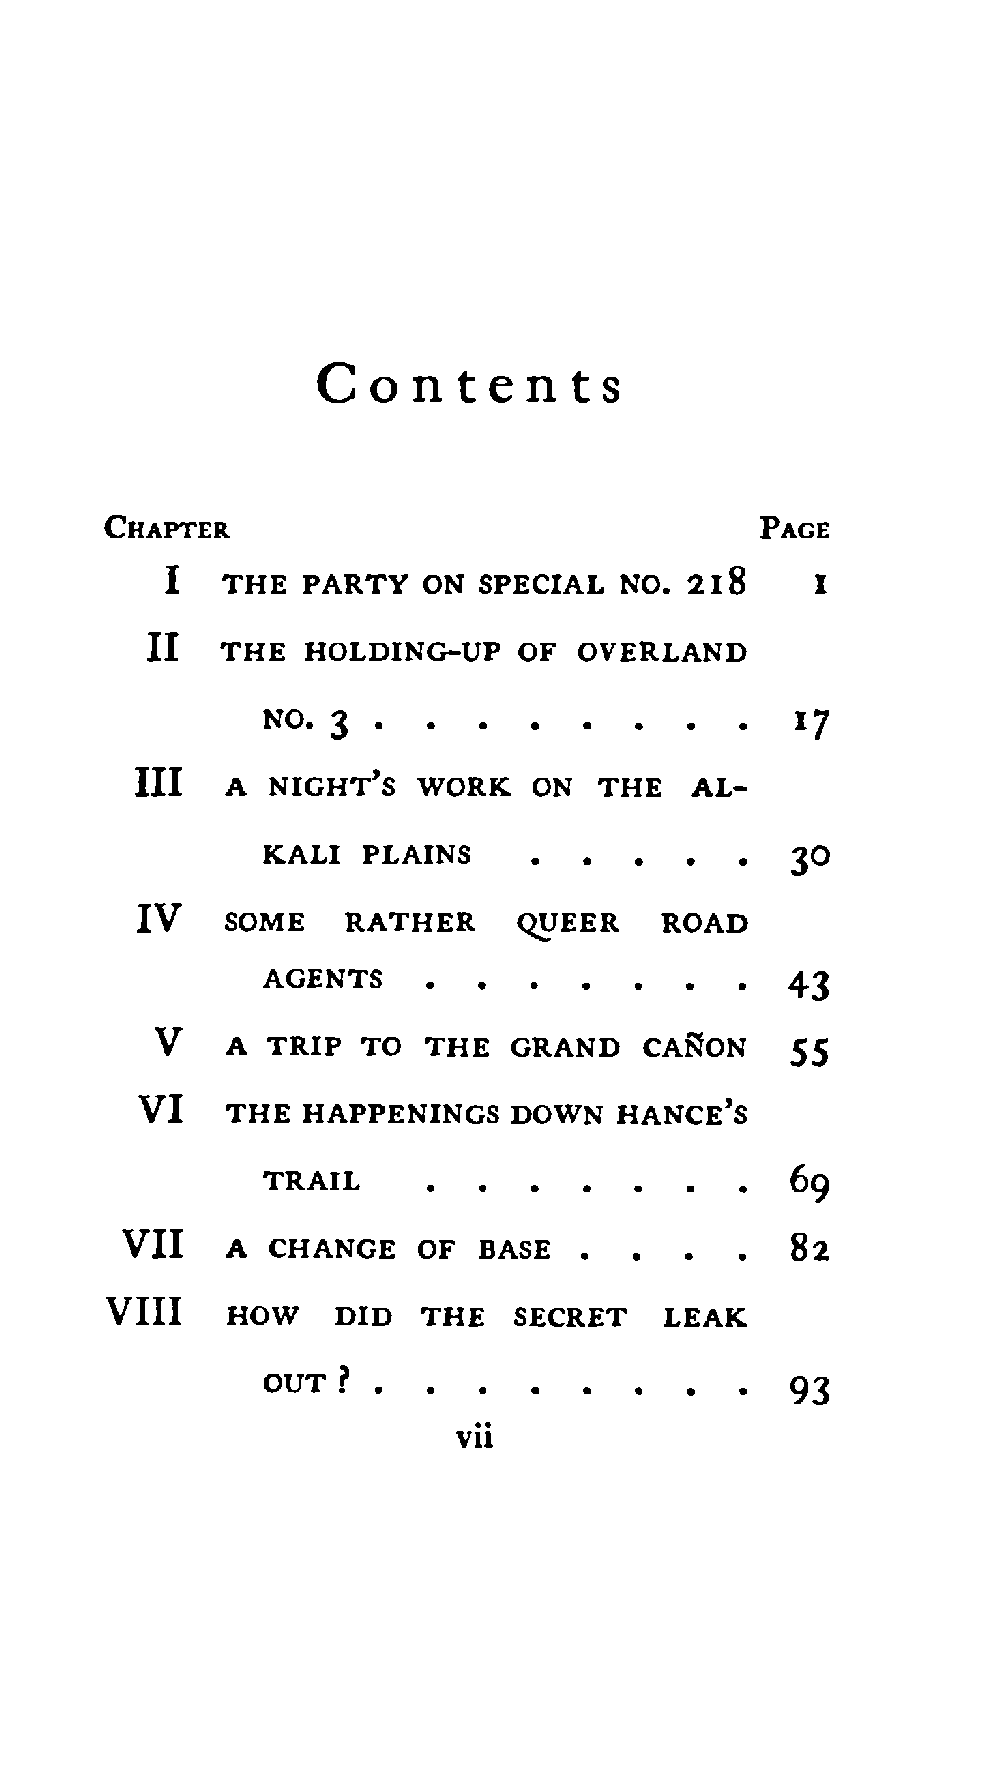 Contents
Chapter Page
I THE PARTY ON SPECIAL NO. 218 1
II THE HOLDING-UP OF OVERLAND
NO. 3 . . . . . . . . 17
III A NIGHT'S WORK ON THE AL-
KALI PLAINS . . . . . 30
IV SOME RATHER QUEER ROAD
AGENTS . . . . . . . 43
V A TRIP TO THE GRAND CAÑON 55
VI THE HAPPENINGS DOWN HANCE'S
TRAIL . . . . . . . 69
VII A CHANGE OF BASE . . . . 82
VIII HOW DID THE SECRET LEAK
OUT? . . . . . . . . 93
vii